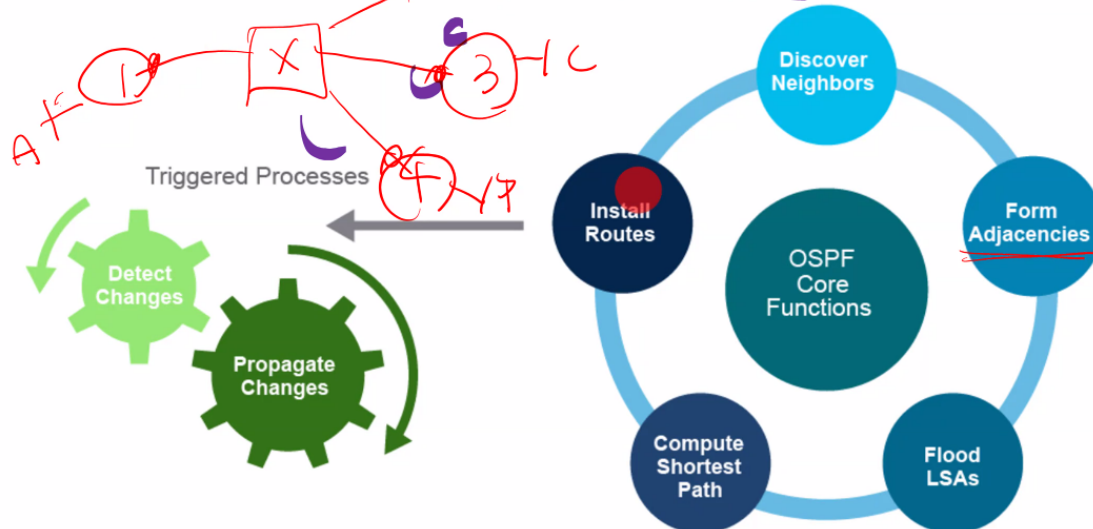 1
X
3
C
A
4
Triggered Processes
Detect
Changes
Propagate
Changes
Discover
Neighbors
Install
Routes
Form
Adjacencies
OSPF
Core
Functions
Compute
Shortest
Path
Flood
LSAs